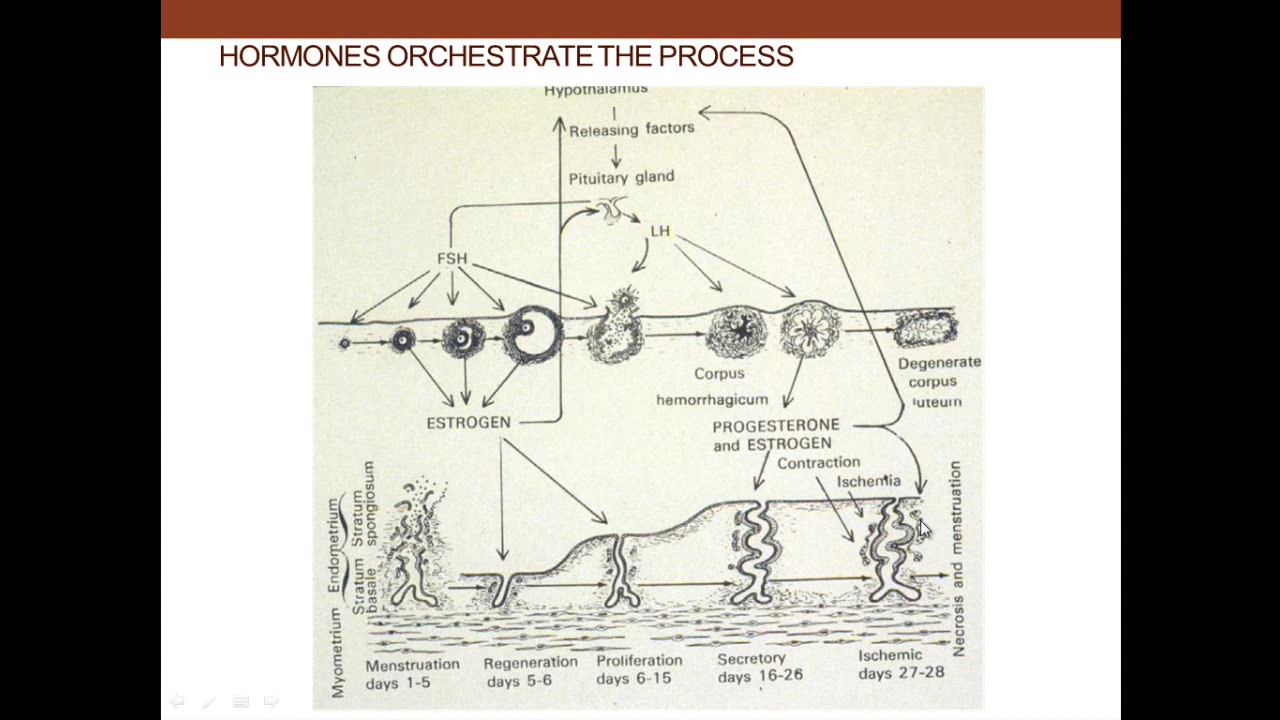 HORMONES ORCHESTRATE THE PROCESS
Hypothalamus
Releasing factors
Pituitary gland
LH
FSH
Corpus
hemorrhagicum
Degenerate
corpus
luteum
ESTROGEN
PROGESTERONE
and ESTROGEN
Contraction
Ischemia
Myometrium
Endometrium
Stratum
basale
Stratum
spongiosum
Necrosis and menstruation
Menstruation
days 1-5
Regeneration
days 5-6
Proliferation
days 6-15
Secretory
days 16-26
Ischemic
days 27-28